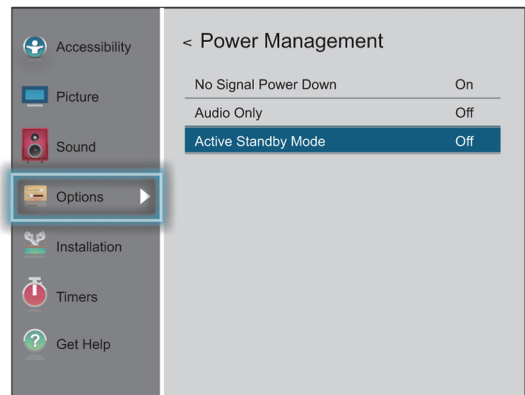 Accessibility
Picture
Sound
Options
Installation
Timers
Get Help
< Power Management
No Signal Power Down On
Audio Only Off
Active Standby Mode Off